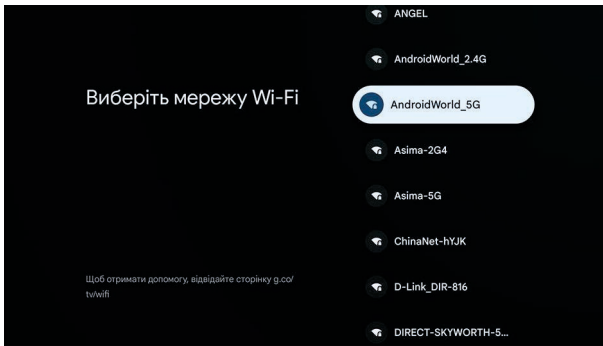 Виберіть мережу Wi-Fi
Щоб отримати допомогу, відвідайте сторінку g.co/
tv/wifi
ANGEL
AndroidWorld_2.4G
AndroidWorld_5G
Asima-2G4
Asima-5G
ChinaNet-hYJK
D-Link_DIR-816
DIRECT-SKYWORTH-5...